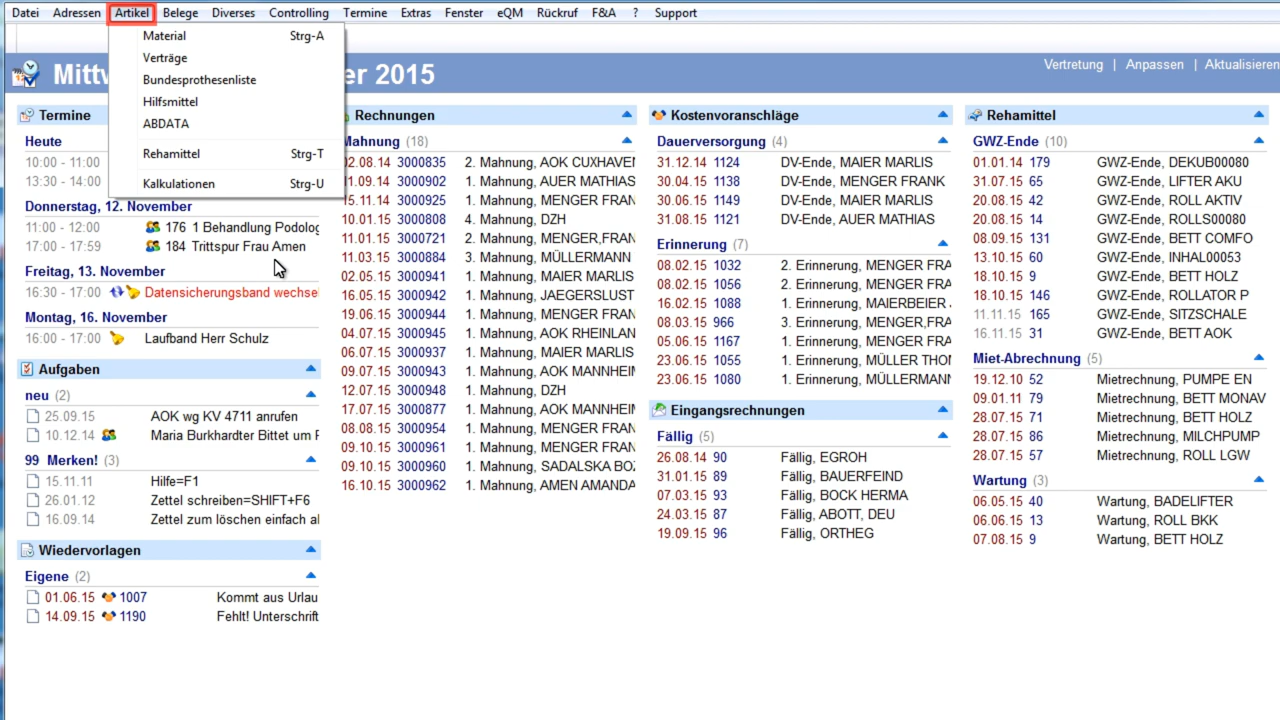 Datei Adressen Artikel Belege Diverses Controlling Termine Extras Fenster eQM Rückruf F&A ? Support
Material Strg-A
Verträge
Bundesprothesenliste
Hilfsmittel
ABDATA
Rehamittel Strg-T
Kalkulationen Strg-U
Mittw er 2015
Vertretung | Anpassen | Aktualisieren
Termine
Heute
10:00 - 11:00
13:30 - 14:00
Donnerstag, 12. November
11:00 - 12:00 176 1 Behandlung Podolog
17:00 - 17:59 184 Trittspur Frau Amen
Freitag, 13. November
16:30 - 17:00 Datensicherungsband wechsel
Montag, 16. November
16:00 - 17:00 Laufband Herr Schulz
Aufgaben
neu (2)
25.09.15 AOK wg KV 4711 anrufen
10.12.14 Maria Burkhardter Bittet um R
99 Merken! (3)
15.11.11 Hilfe=F1
26.01.12 Zettel schreiben=SHIFT+F6
16.09.14 Zettel zum löschen einfach al
Wiedervorlagen
Eigene (2)
01.06.15 1007 Kommt aus Urlau
14.09.15 1190 Fehlt! Unterschrift
Rechnungen
Mahnung (18)
02.08.14 3000835 2. Mahnung, AOK CUXHAVEN
01.09.14 3000902 1. Mahnung, AUER MATHIAS
15.11.14 3000925 1. Mahnung, MENGER FRAN
10.01.15 3000808 4. Mahnung, DZH
11.01.15 3000721 2. Mahnung, MENGER,FRAN
11.03.15 3000884 3. Mahnung, MÜLLERMANN
02.05.15 3000941 1. Mahnung, MAIER MARLIS
16.05.15 3000942 1. Mahnung, JAEGERSLUST
19.06.15 3000944 1. Mahnung, MENGER FRAN
04.07.15 3000945 1. Mahnung, AOK RHEINLAN
06.07.15 3000937 1. Mahnung, MAIER MARLIS
09.07.15 3000943 1. Mahnung, AOK MANNHEIM
12.07.15 3000948 1. Mahnung, DZH
17.07.15 3000877 1. Mahnung, AOK MANNHEIM
08.08.15 3000954 1. Mahnung, MENGER FRAN
09.10.15 3000961 1. Mahnung, MENGER FRAN
09.10.15 3000960 1. Mahnung, SADALSKA BOZ
16.10.15 3000962 1. Mahnung, AMEN AMANDA
Kostenvoranschläge
Dauerversorgung (4)
31.12.14 1124 DV-Ende, MAIER MARLIS
30.04.15 1138 DV-Ende, MENGER FRANK
30.06.15 1149 DV-Ende, MAIER MARLIS
31.08.15 1121 DV-Ende, AUER MATHIAS
Erinnerung (7)
08.02.15 1032 2. Erinnerung, MENGER FRA
08.02.15 1056 2. Erinnerung, MENGER FRA
16.02.15 1088 1. Erinnerung, MAIERBEIER
08.03.15 966 3. Erinnerung, MENGER,FRA
05.06.15 1167 1. Erinnerung, MENGER FRA
23.06.15 1055 1. Erinnerung, MÜLLER THOM
23.06.15 1080 1. Erinnerung, MÜLLERMANN
Eingangsrechnungen
Fällig (5)
26.08.14 90 Fällig, EGROH
31.01.15 89 Fällig, BAUERFEIND
07.03.15 93 Fällig, BOCK HERMA
24.03.15 87 Fällig, ABOTT, DEU
19.09.15 96 Fällig, ORTHEG
Rehamittel
GWZ-Ende (10)
01.01.14 179 GWZ-Ende, DEKUB00080
31.07.15 65 GWZ-Ende, LIFTER AKU
20.08.15 42 GWZ-Ende, ROLL AKTIV
20.08.15 14 GWZ-Ende, ROLLS00080
08.09.15 131 GWZ-Ende, BETT COMFO
13.10.15 60 GWZ-Ende, INHAL00053
18.10.15 9 GWZ-Ende, BETT HOLZ
18.10.15 146 GWZ-Ende, ROLLATOR P
11.11.15 165 GWZ-Ende, SITZSCHALE
16.11.15 31 GWZ-Ende, BETT AOK
Miet-Abrechnung (5)
19.12.10 52 Mietrechnung, PUMPE EN
09.01.11 79 Mietrechnung, BETT MONAV
28.07.15 71 Mietrechnung, BETT HOLZ
28.07.15 86 Mietrechnung, MILCHPUMP
28.07.15 57 Mietrechnung, ROLL LGW
Wartung (3)
06.05.15 40 Wartung, BADELIFTER
06.06.15 13 Wartung, ROLL BKK
07.08.15 9 Wartung, BETT HOLZ